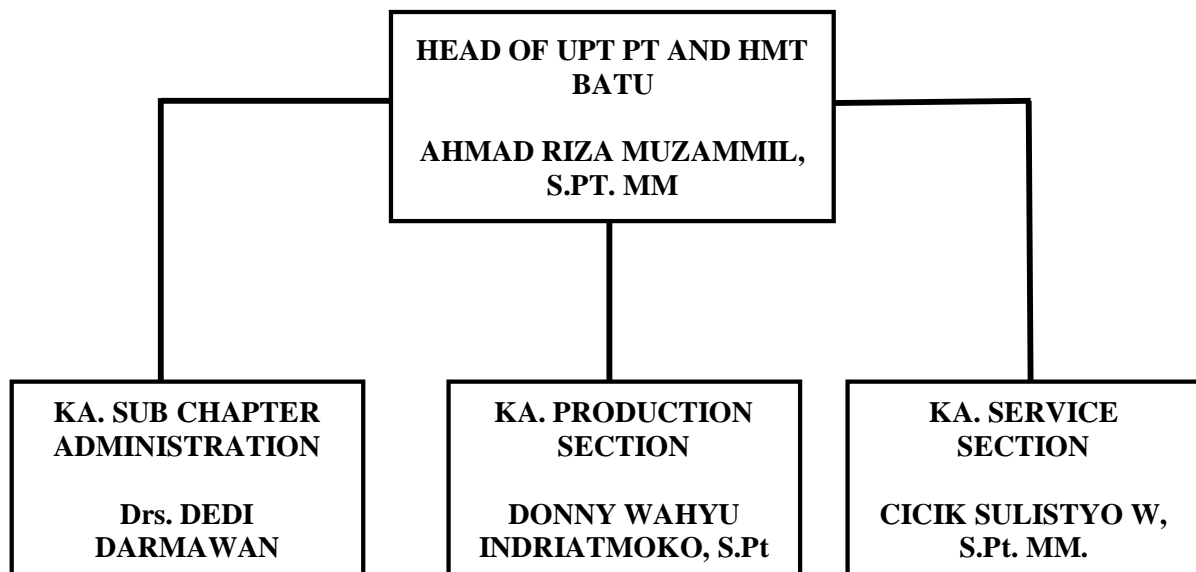 HEAD OF UPT PT AND HMT
BATU
AHMAD RIZA MUZAMMIL,
S.PT. MM
KA. SUB CHAPTER
ADMINISTRATION
Drs. DEDI
DARMAWAN
KA. PRODUCTION
SECTION
DONNY WAHYU
INDRIATMOKO, S.Pt
KA. SERVICE
SECTION
CICIK SULISTYO W,
S.Pt. MM.